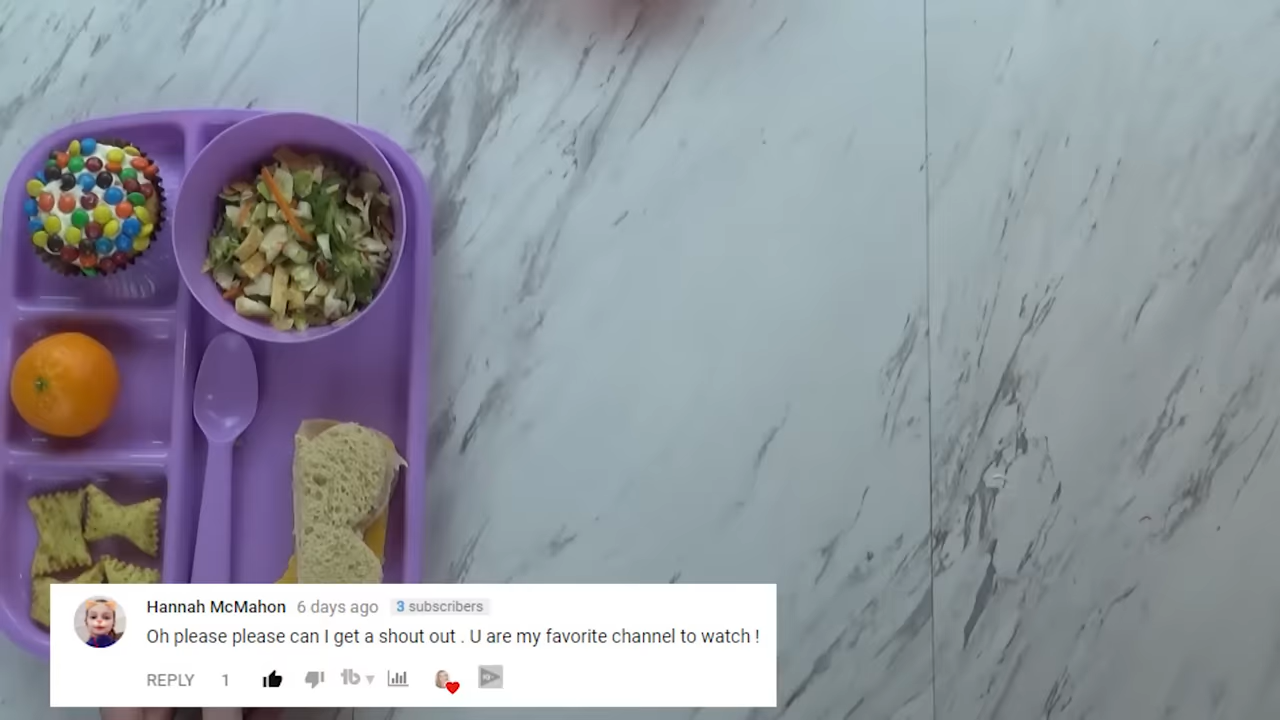 Hannah McMahon 6 days ago 3 subscribers
Oh please please can I get a shout out . U are my favorite channel to watch !
REPLY 1